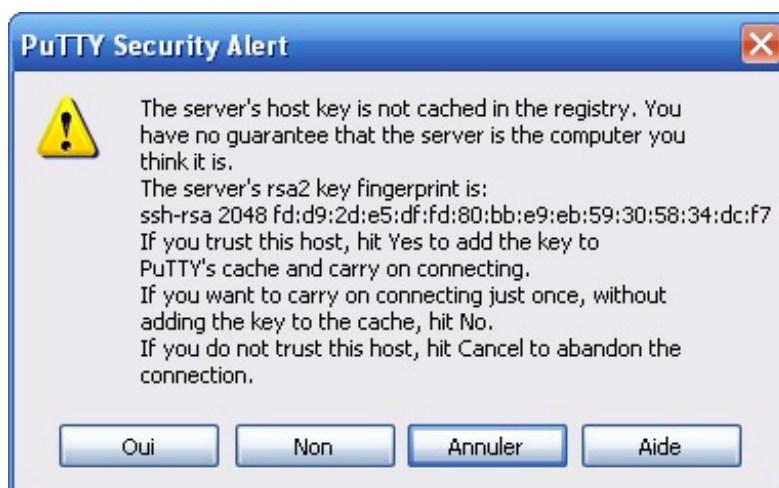 PuTTY Security Alert
The server's host key is not cached in the registry. You
have no guarantee that the server is the computer you
think it is.
The server's rsa2 key fingerprint is:
ssh-rsa 2048 fd:d9:2d:e5:df:fd:80:bb:e9:eb:59:30:58:34:dc:f7
If you trust this host, hit Yes to add the key to
PuTTY's cache and carry on connecting.
If you want to carry on connecting just once, without
adding the key to the cache, hit No.
If you do not trust this host, hit Cancel to abandon the
connection.
Oui Non Annuler Aide